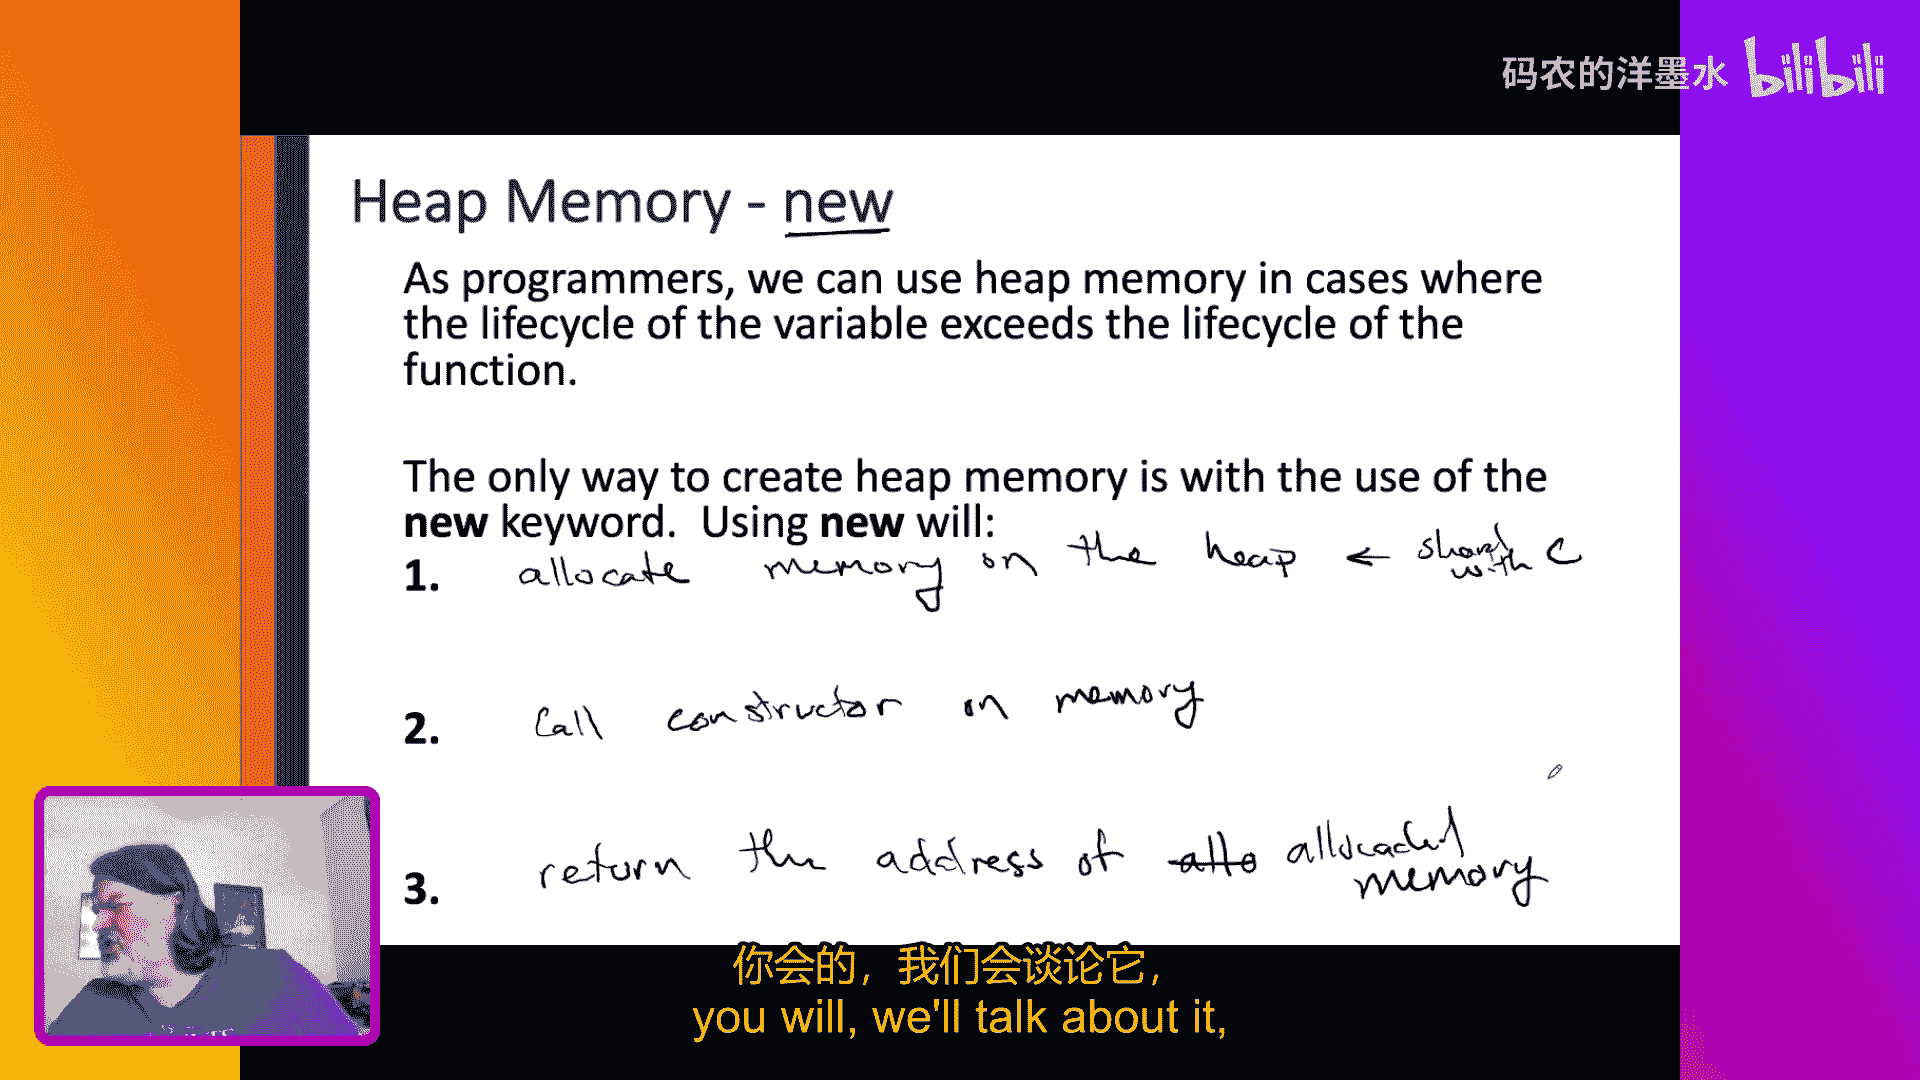 码农的洋墨水 bilibili
Heap Memory - new
As programmers, we can use heap memory in cases where
the lifecycle of the variable exceeds the lifecycle of the
function.
The only way to create heap memory is with the use of the
new keyword. Using new will:
1. allocate memory on the heap ← shared with C
2. Call constructor on memory
3. return the address of allo allocated memory
你会的，我们会谈论它，
you will, we'll talk about it,